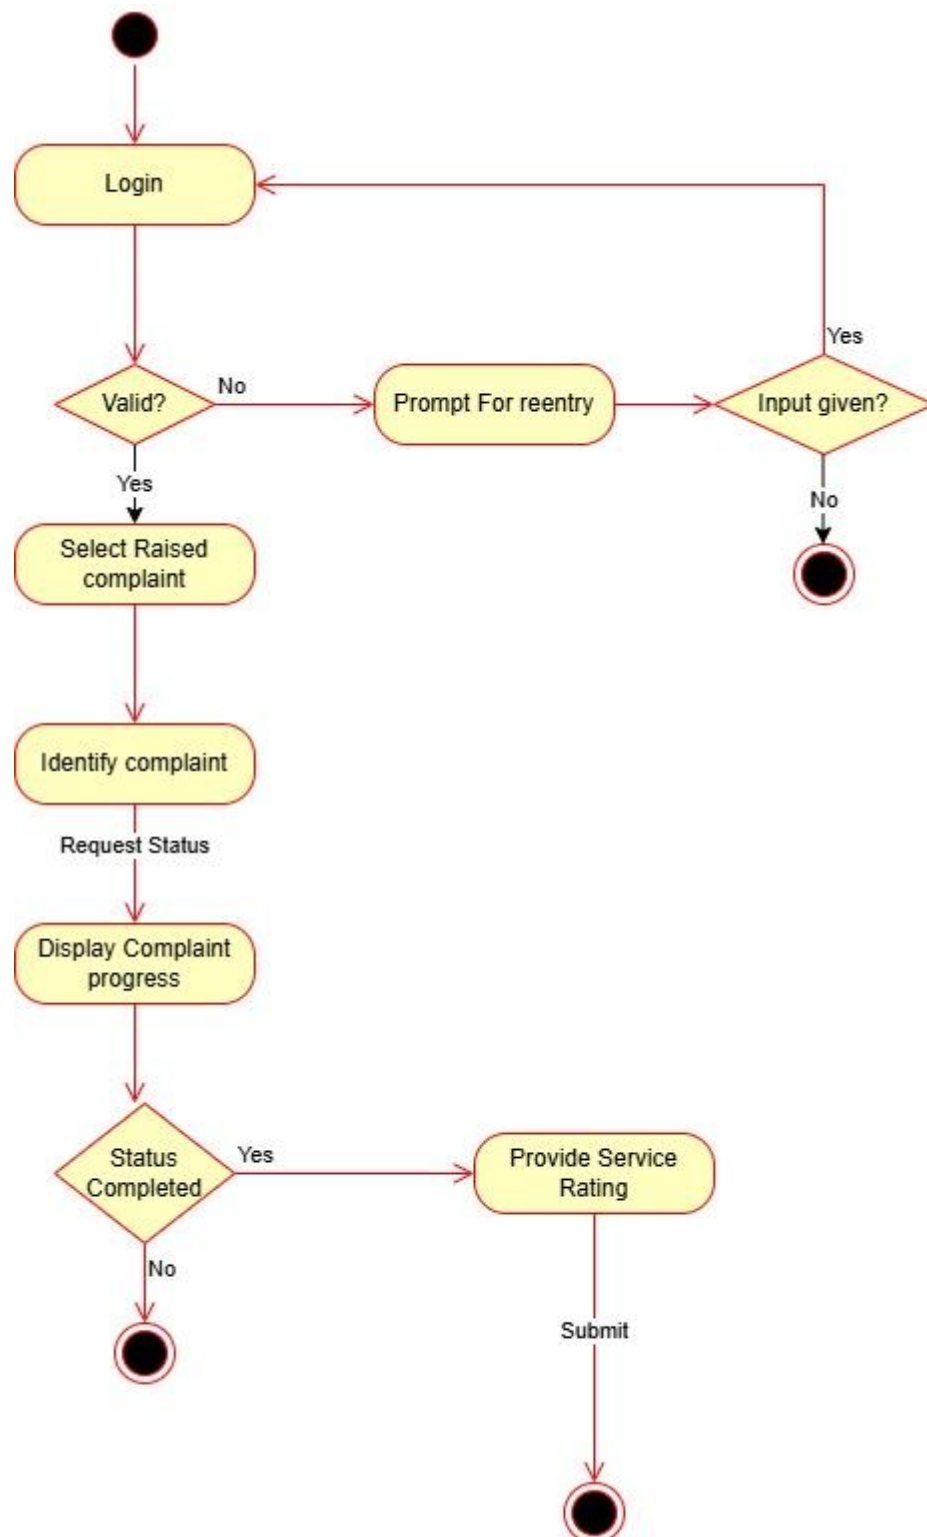 Login
Yes
Valid?
No
Prompt For reentry
Input given?
Yes
No
Select Raised
complaint
Identify complaint
Request Status
Display Complaint
progress
Status
Completed
Yes
Provide Service
Rating
No
Submit